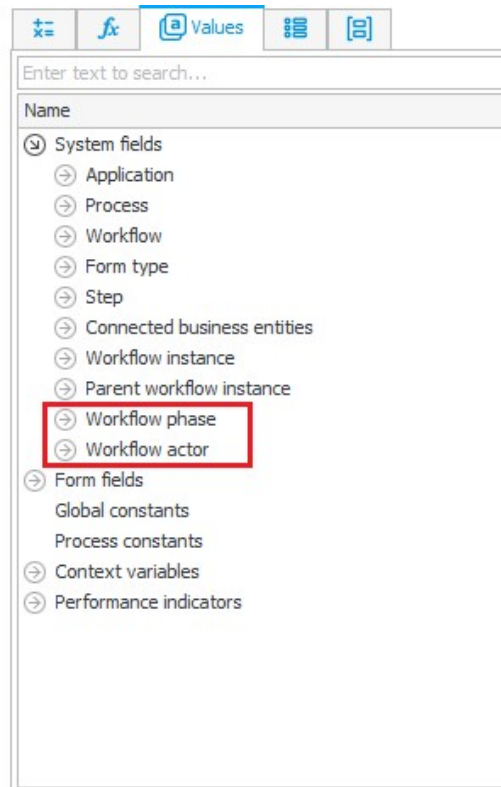 fx Values
Enter text to search...
Name
System fields
Application
Process
Workflow
Form type
Step
Connected business entities
Workflow instance
Parent workflow instance
Workflow phase
Workflow actor
Form fields
Global constants
Process constants
Context variables
Performance indicators